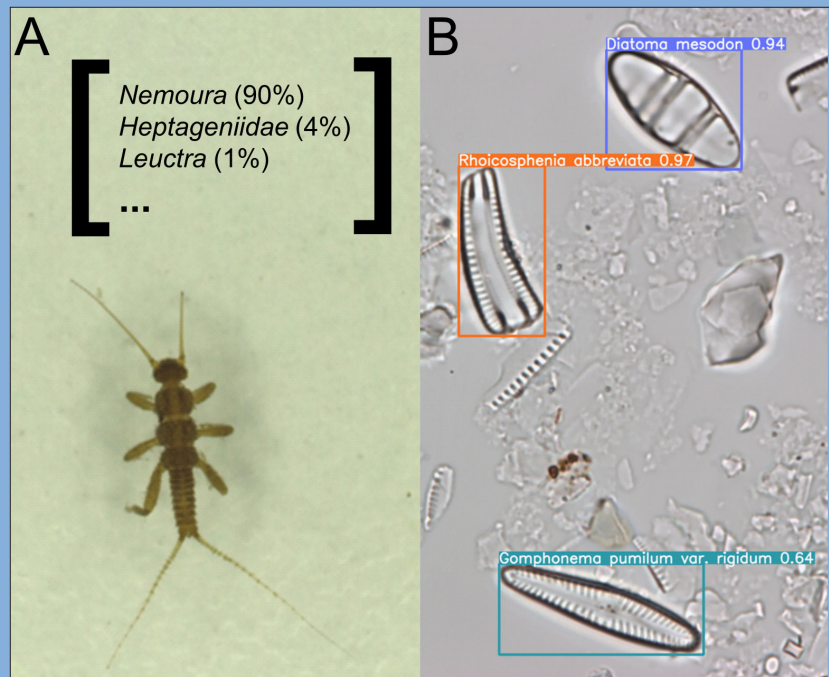 A
Nemoura (90%)
Heptageniidae (4%)
Leuctra (1%)
...
B
Diatoma mesodon 0.94
Rhoicosphenia abbreviata 0.97
Gomphonema pumilum var. rigidum 0.64